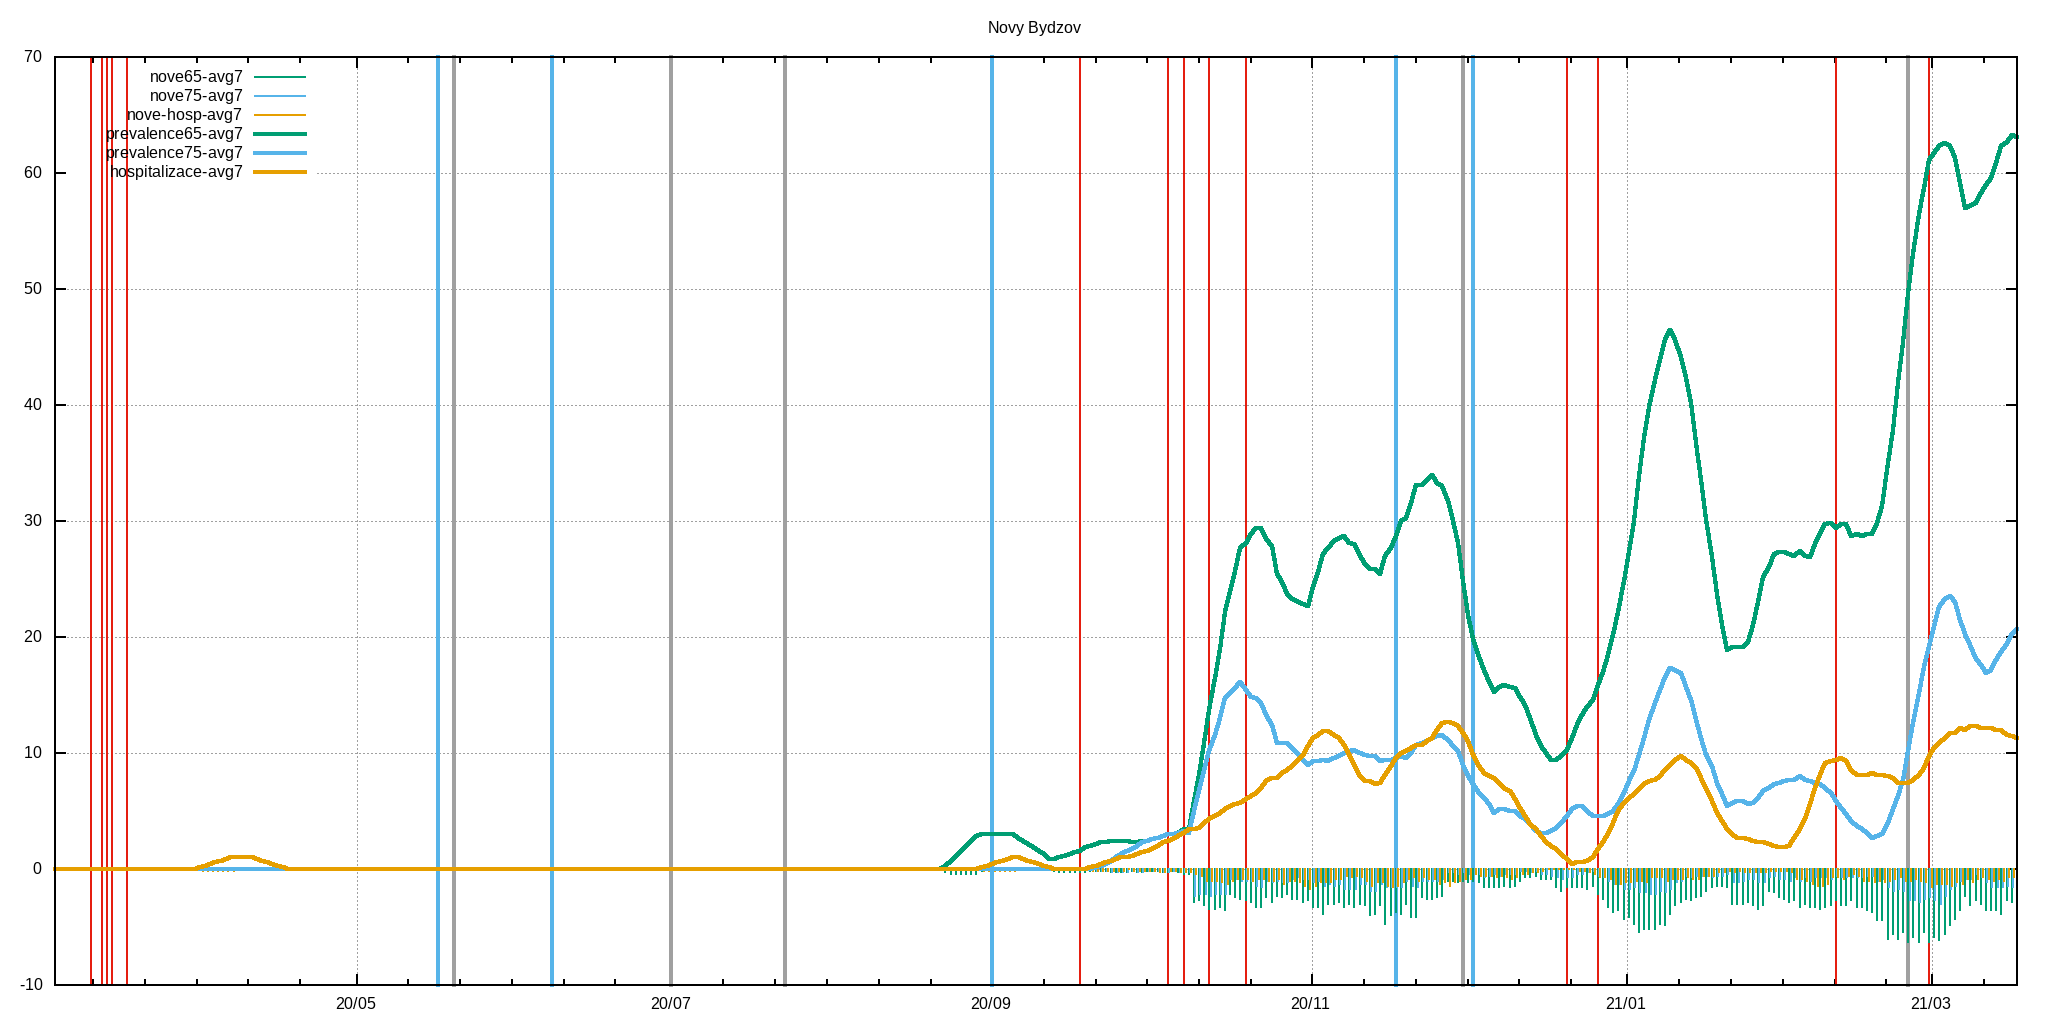 Novy Bydzov
70
60
50
40
30
20
10
0
-10
nove65-avg7
nove75-avg7
nove-hosp-avg7
prevalence65-avg7
prevalence75-avg7
hospitalizace-avg7
20/05
20/07
20/09
20/11
21/01
21/03